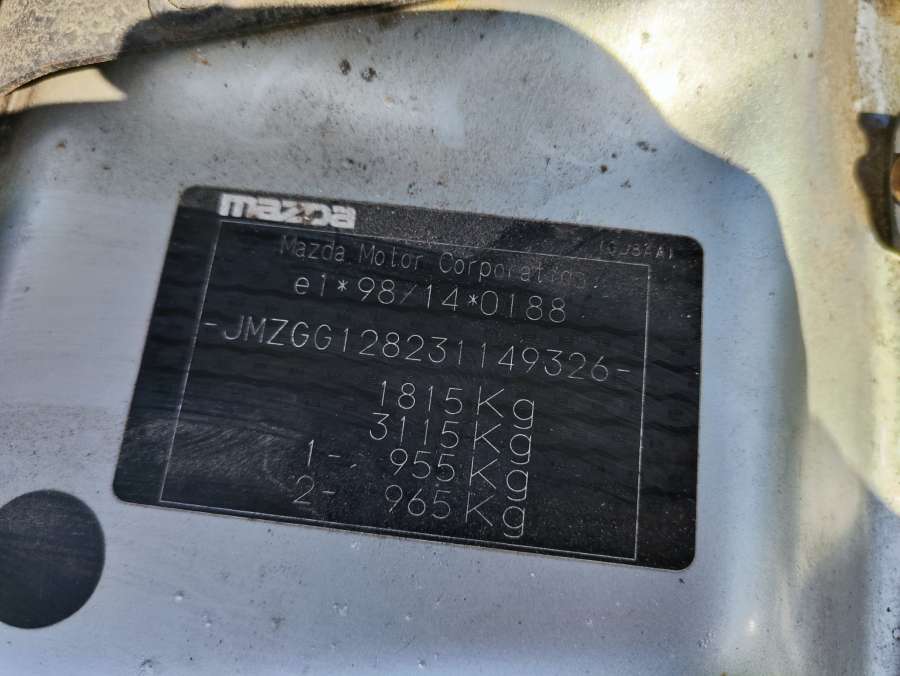 mazda
Mazda Motor Corporation
e1*98/14*0188
-JMZGG128231149326-
1815Kg
3115Kg
1- 955Kg
2- 965Kg